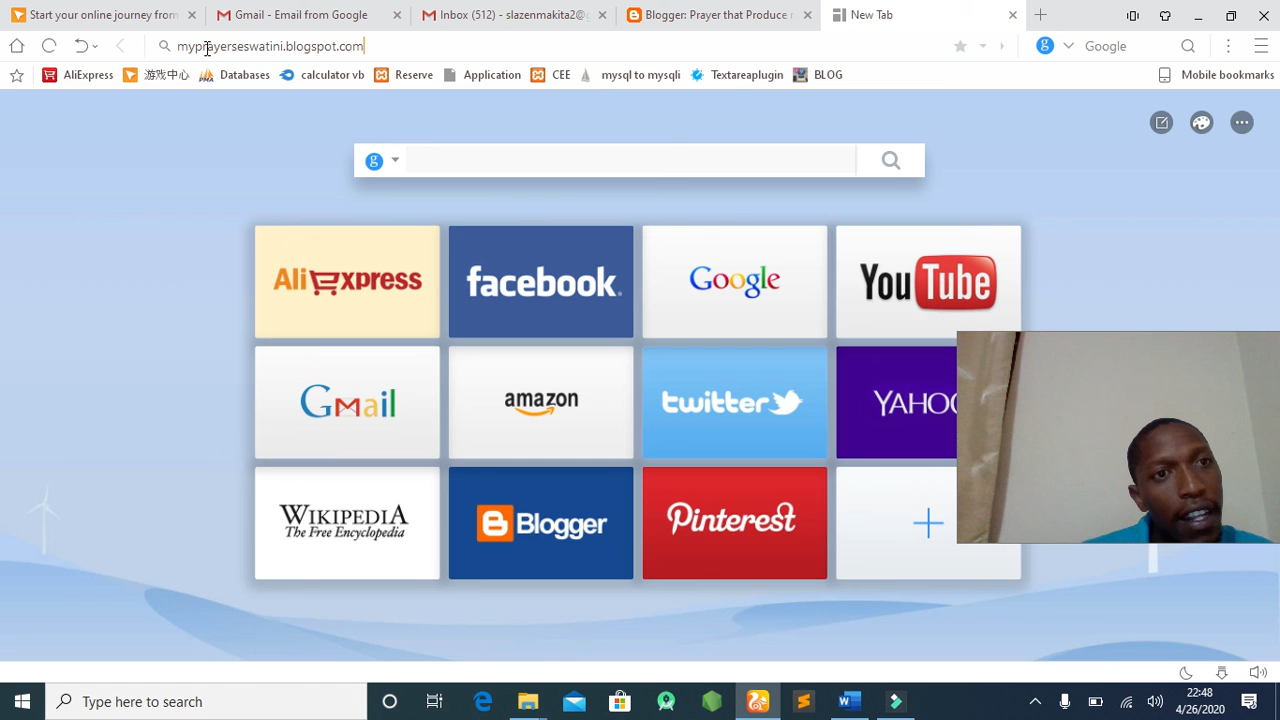 Start your online journey from
Gmail - Email from Google
Inbox (512) - slazenmakita2@g
Blogger: Prayer that Produce r
New Tab
myprayerseswatini.blogspot.com
Google
AliExpress
游戏中心
Databases
calculator vb
Reserve
Application
CEE
mysql to mysqli
Textareaplugin
BLOG
Mobile bookmarks
AliExpress
facebook.
Google
YouTube
Gmail
amazon
twitter
YAHOO
WIKIPEDIA
The Free Encyclopedia
Blogger
Pinterest
Type here to search
22:48
4/26/2020